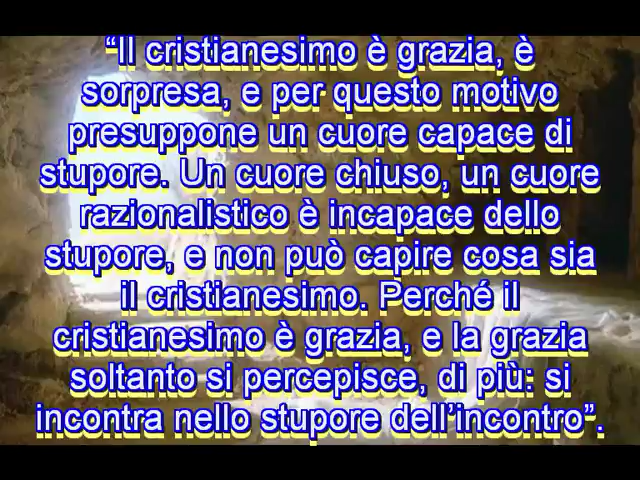 “Il cristianesimo è grazia, è
sorpresa, e per questo motivo
presuppone un cuore capace di
stupore. Un cuore chiuso, un cuore
razionalistico è incapace dello
stupore, e non può capire cosa sia
il cristianesimo. Perché il
cristianesimo è grazia, e la grazia
soltanto si percepisce, di più: si
incontra nello stupore dell’incontro”.